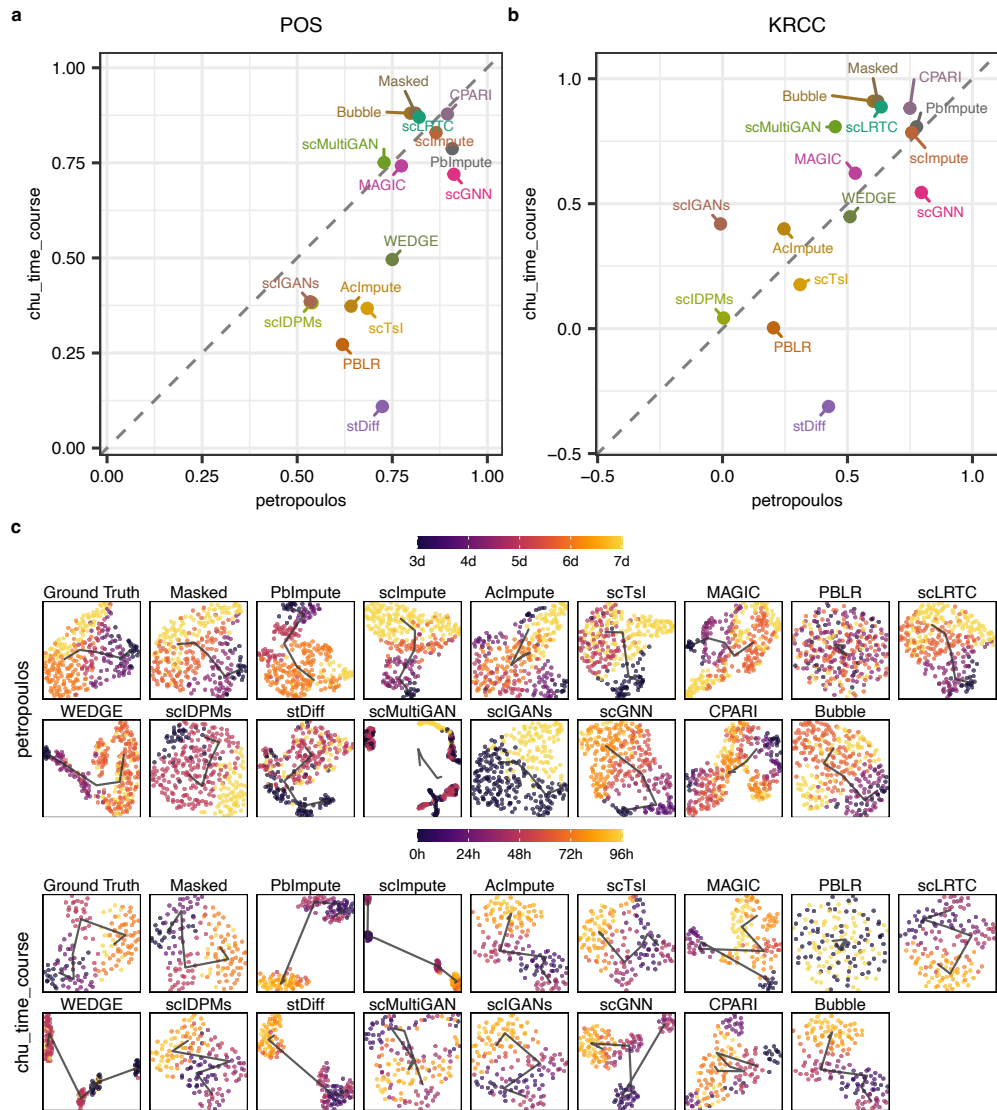 a
POS
chu_time_course
1.00
0.75
0.50
0.25
0.00
Masked
CPARI
Bubble
scLRTC
scImpute
scMultiGAN
PbImpute
MAGIC
scGNN
WEDGE
scIGANs
AcImpute
scIDPMs
scTsI
PBLR
stDiff
0.00 0.25 0.50 0.75 1.00
petropoulos
b
KRCC
chu_time_course
1.0
0.5
0.0
−0.5
Masked
CPARI
Bubble
PbImpute
scMultiGAN
scLRTC
scImpute
MAGIC
scIGANs
WEDGE
scGNN
AcImpute
scTsI
scIDPMs
PBLR
stDiff
−0.5 0.0 0.5 1.0
petropoulos
c
3d 4d 5d 6d 7d
petropoulos
Ground Truth Masked PbImpute scImpute AcImpute scTsI MAGIC PBLR scLRTC
WEDGE scIDPMs stDiff scMultiGAN scIGANs scGNN CPARI Bubble
0h 24h 48h 72h 96h
chu_time_course
Ground Truth Masked PbImpute scImpute AcImpute scTsI MAGIC PBLR scLRTC
WEDGE scIDPMs stDiff scMultiGAN scIGANs scGNN CPARI Bubble